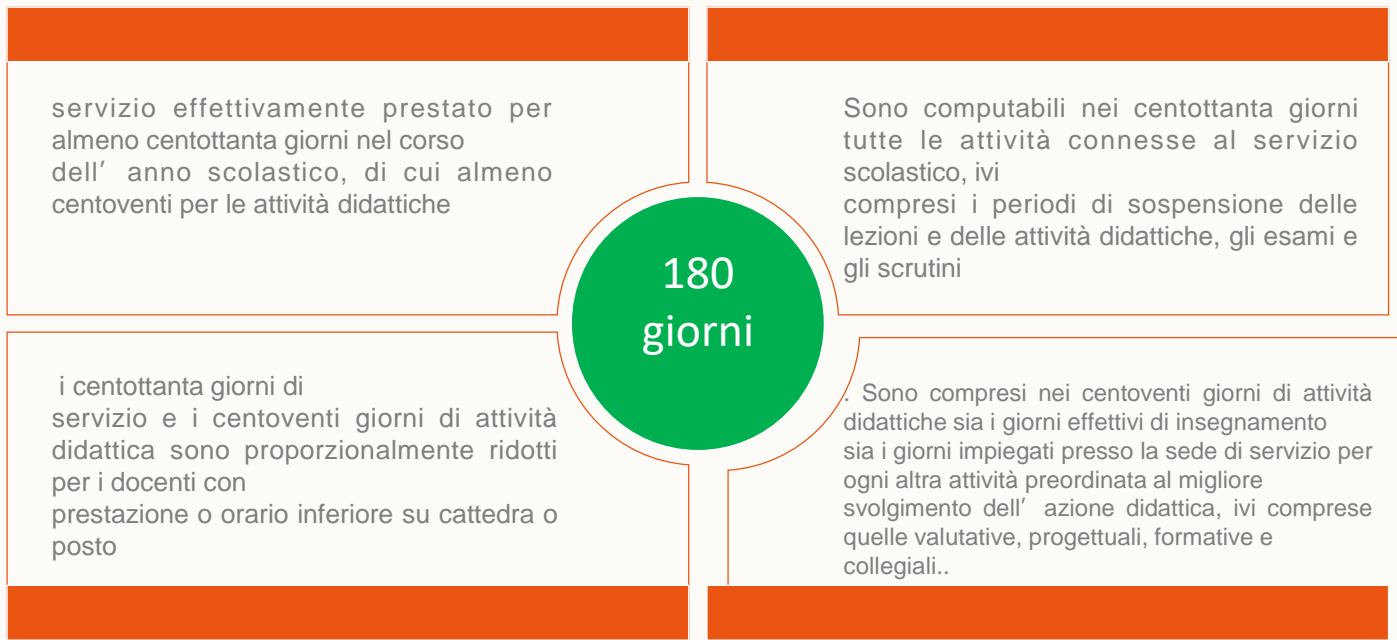 servizio effettivamente prestato per
almeno centottanta giorni nel corso
dell’ anno scolastico, di cui almeno
centoventi per le attività didattiche
Sono computabili nei centottanta giorni
tutte le attività connesse al servizio
scolastico, ivi
compresi i periodi di sospensione delle
lezioni e delle attività didattiche, gli esami e
gli scrutini
180
giorni
i centottanta giorni di
servizio e i centoventi giorni di attività
didattica sono proporzionalmente ridotti
per i docenti con
prestazione o orario inferiore su cattedra o
posto
. Sono compresi nei centoventi giorni di attività
didattiche sia i giorni effettivi di insegnamento
sia i giorni impiegati presso la sede di servizio per
ogni altra attività preordinata al migliore
svolgimento dell’ azione didattica, ivi comprese
quelle valutative, progettuali, formative e
collegiali..